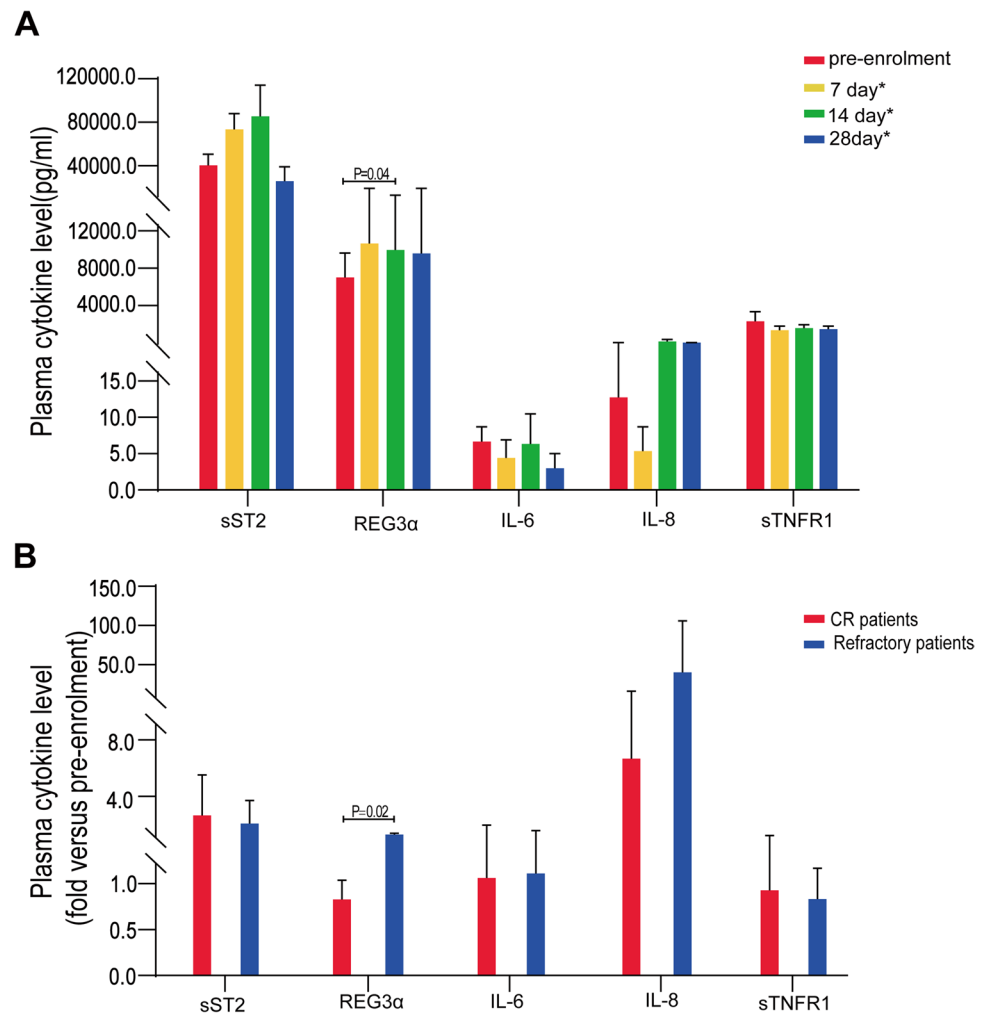 A
Plasma cytokine level(pg/ml)
120000.0
80000.0
40000.0
12000.0
8000.0
4000.0
15.0
10.0
5.0
0.0
pre-enrolment
7 day*
14 day*
28day*
P=0.04
sST2 REG3α IL-6 IL-8 sTNFR1
B
Plasma cytokine level
(fold versus pre-enrolment)
150.0
100.0
50.0
8.0
4.0
1.0
0.5
0.0
CR patients
Refractory patients
P=0.02
sST2 REG3α IL-6 IL-8 sTNFR1